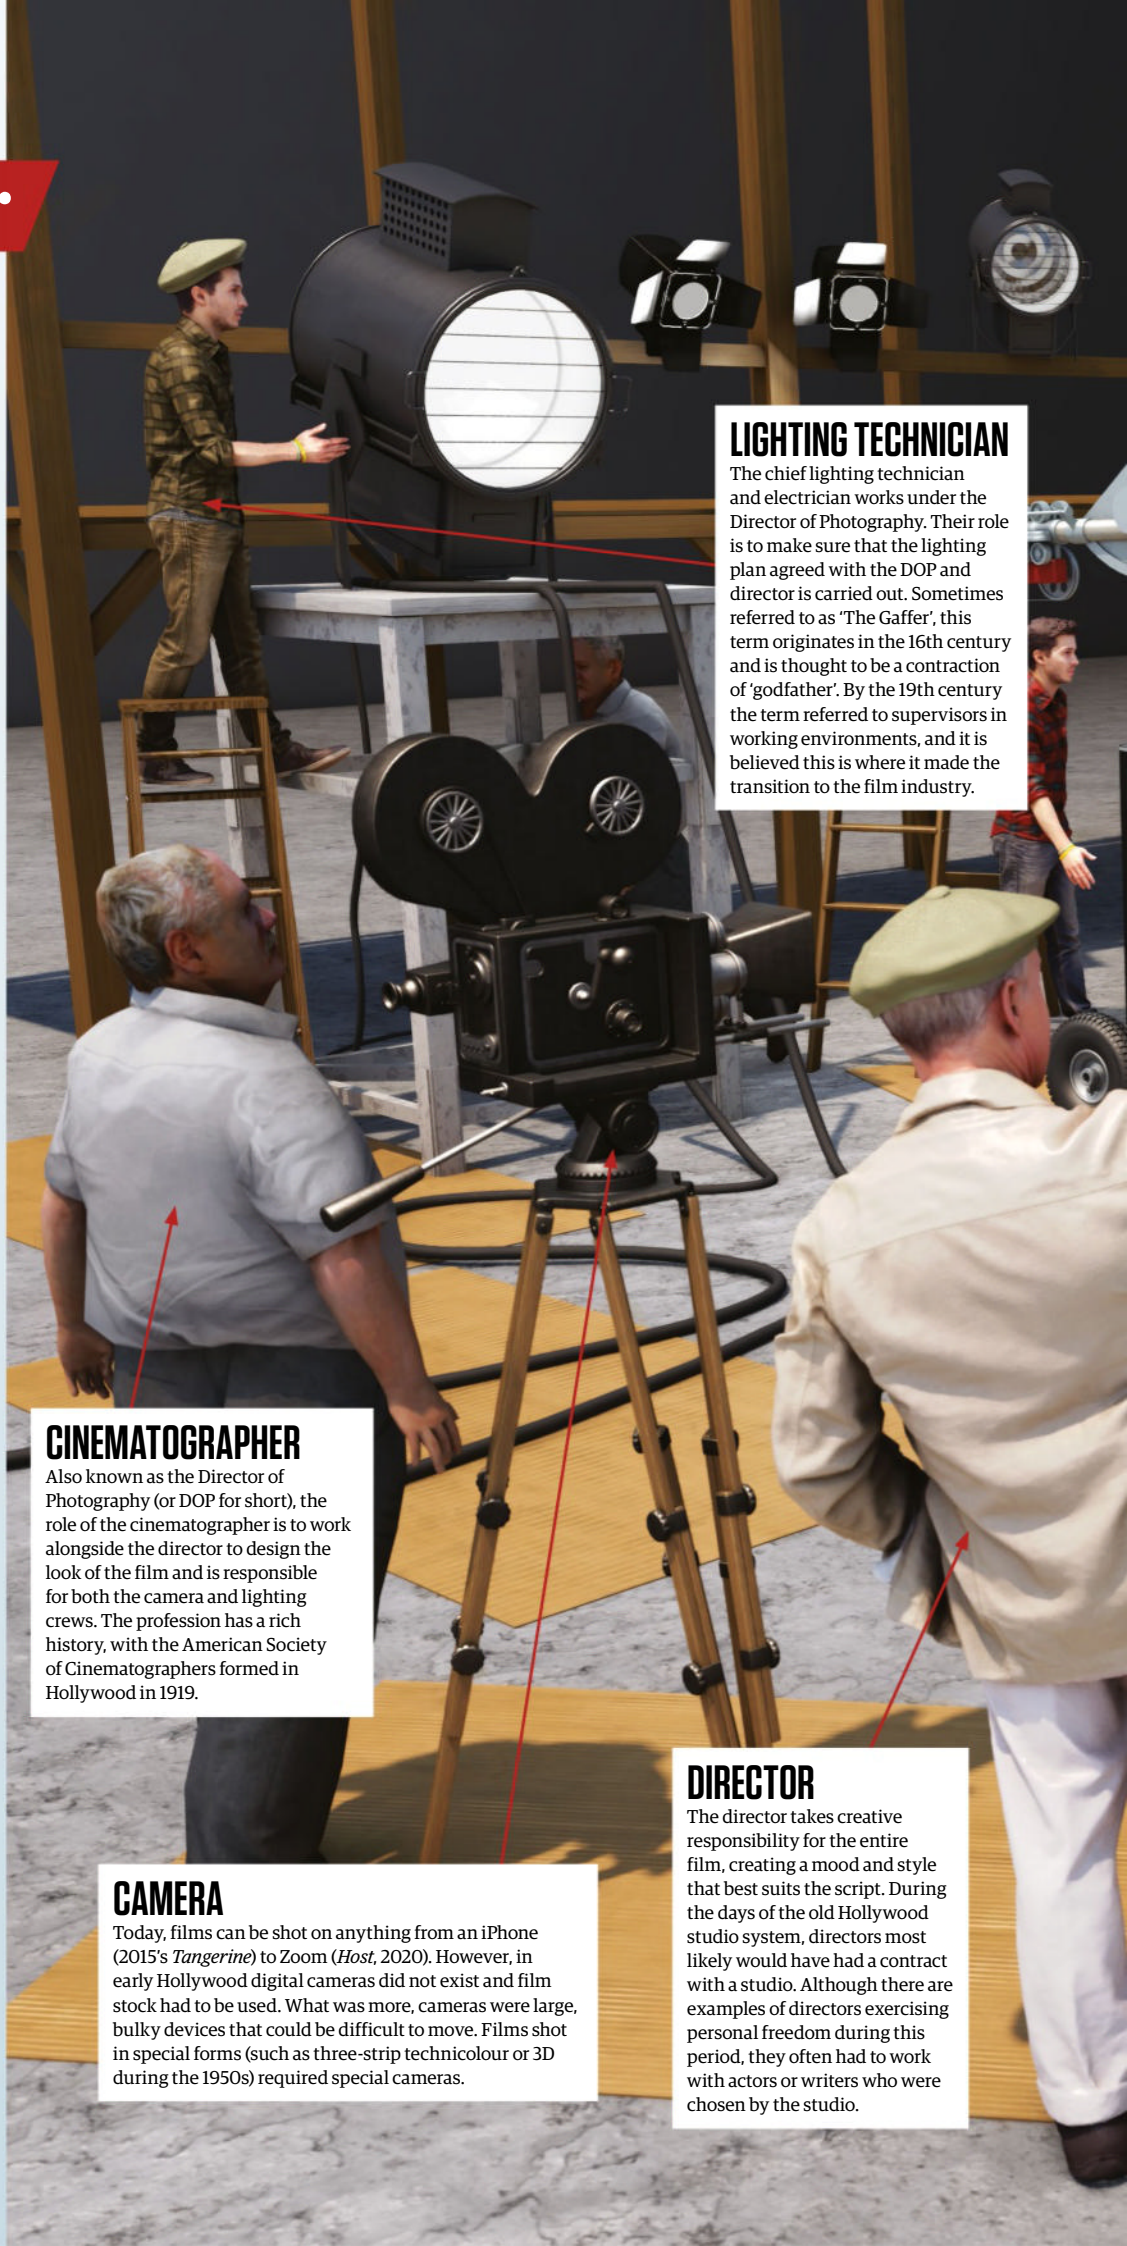 LIGHTING TECHNICIAN
The chief lighting technician
and electrician works under the
Director of Photography. Their role
is to make sure that the lighting
plan agreed with the DOP and
director is carried out. Sometimes
referred to as ‘The Gaffer’, this
term originates in the 16th century
and is thought to be a contraction
of ‘godfather’. By the 19th century
the term referred to supervisors in
working environments, and it is
believed this is where it made the
transition to the film industry.
CINEMATOGRAPHER
Also known as the Director of
Photography (or DOP for short), the
role of the cinematographer is to work
alongside the director to design the
look of the film and is responsible
for both the camera and lighting
crews. The profession has a rich
history, with the American Society
of Cinematographers formed in
Hollywood in 1919.
CAMERA
Today, films can be shot on anything from an iPhone
(2015’s Tangerine) to Zoom (Host, 2020). However, in
early Hollywood digital cameras did not exist and film
stock had to be used. What was more, cameras were large,
bulky devices that could be difficult to move. Films shot
in special forms (such as three-strip technicolour or 3D
during the 1950s) required special cameras.
DIRECTOR
The director takes creative
responsibility for the entire
film, creating a mood and style
that best suits the script. During
the days of the old Hollywood
studio system, directors most
likely would have had a contract
with a studio. Although there are
examples of directors exercising
personal freedom during this
period, they often had to work
with actors or writers who were
chosen by the studio.